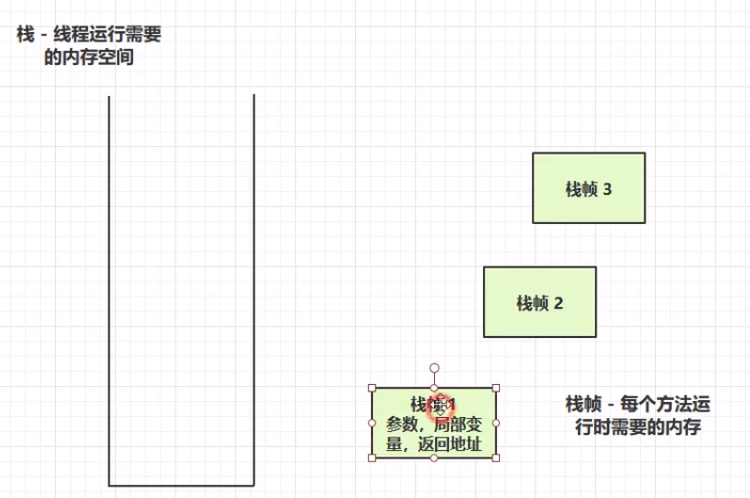 栈 - 线程运行需要
的内存空间
栈帧 3
栈帧 2
栈帧 1
参数，局部变
量，返回地址
栈帧 - 每个方法运
行时需要的内存